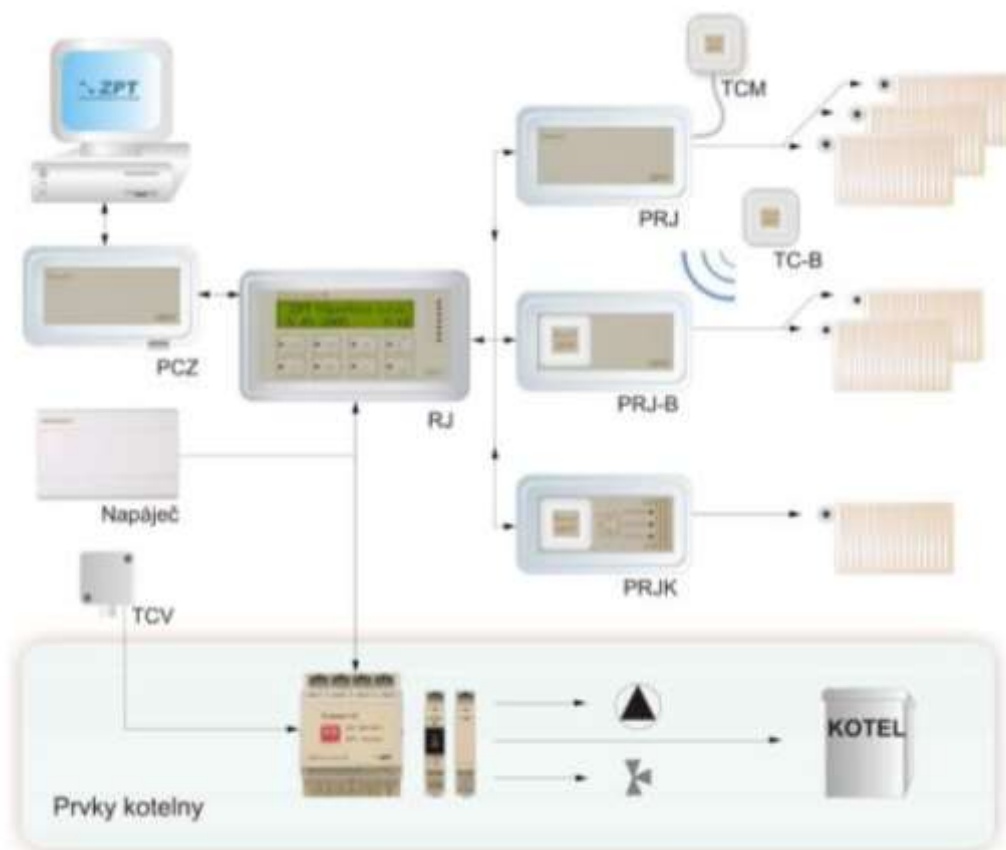 ZPT
TCM
PRJ
TC-B
PCZ
RJ
PRJ-B
Napáječ
PRJK
TCV
KOTEL
Prvky kotelny